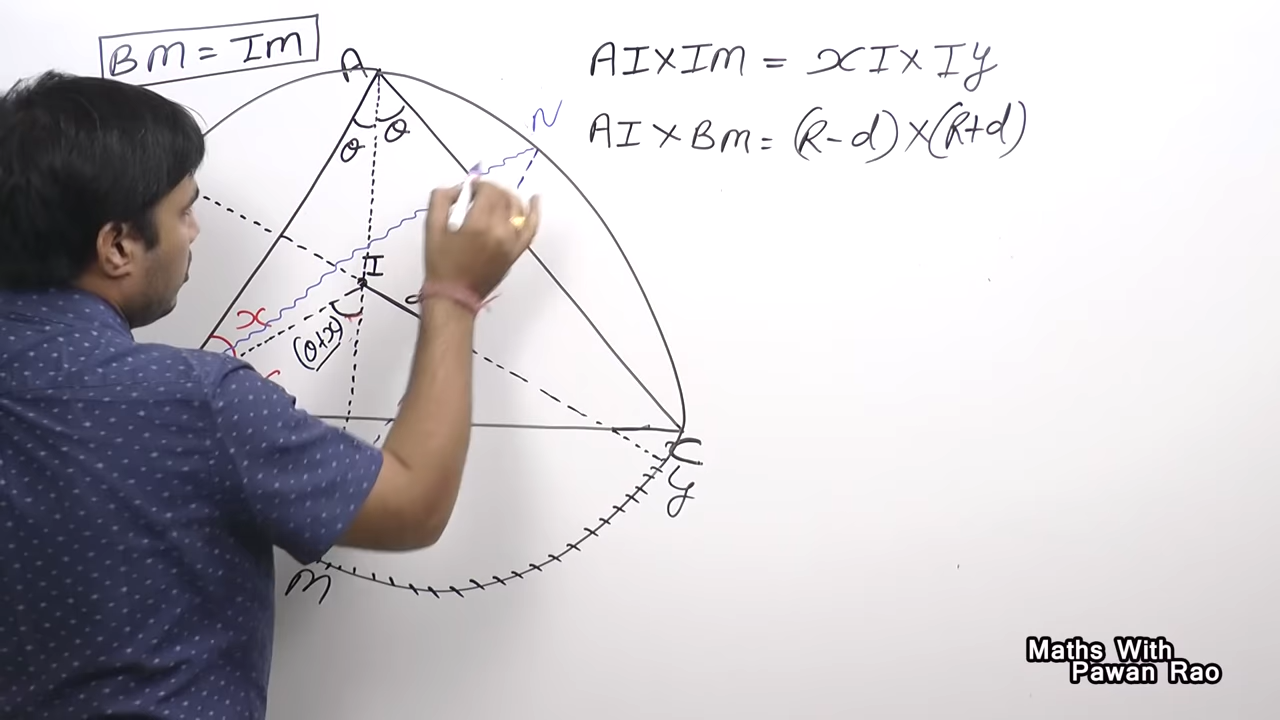 BM = IM
A
N
θ
θ
I
x
(θ+x)
C
y
M
AI×IM = xI×Iy
AI×BM = (R-d)×(R+d)
Maths With
Pawan Rao